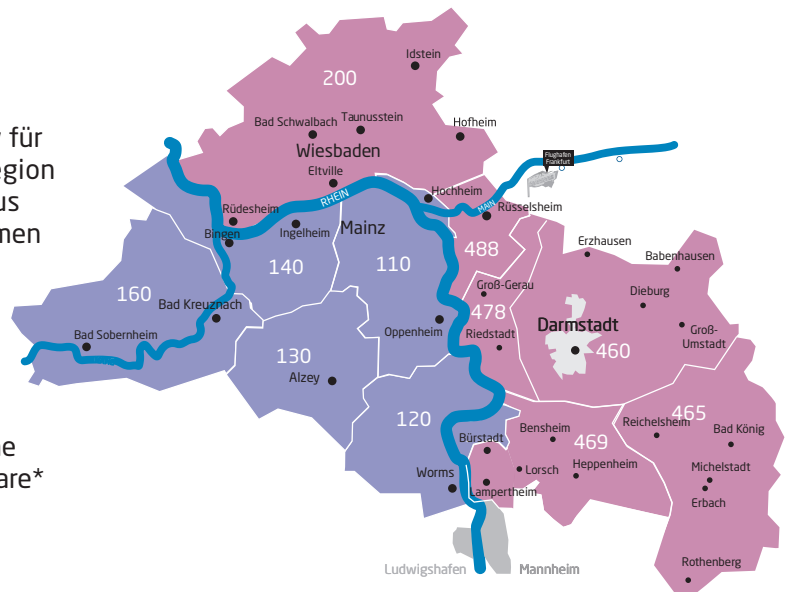 für
egion
us
men
ne
are*
Idstein
200
Bad Schwalbach
Taunusstein
Hofheim
Wiesbaden
Eltville
Flughafen
Frankfurt
RHEIN
Hochheim
MAIN
Rüsselsheim
Rüdesheim
Bingen
Ingelheim
Mainz
488
Erzhausen
Babenhausen
140
110
160
Groß-Gerau
Dieburg
Bad Kreuznach
478
Darmstadt
Groß-
Umstadt
Bad Sobernheim
Oppenheim
Riedstadt
460
130
Alzey
120
465
Reichelsheim
Bad König
Bensheim
469
Bürstadt
Lorsch
Heppenheim
Michelstadt
Worms
Lampertheim
Erbach
Rothenberg
Ludwigshafen
Mannheim